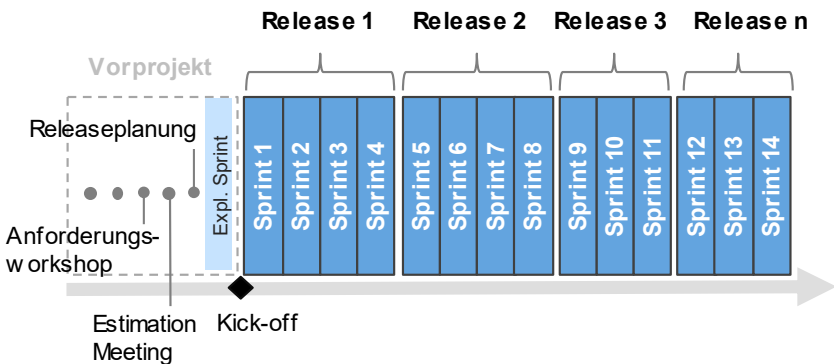 Release 1
Release 2
Release 3
Release n
Vorprojekt
Releaseplanung
Expl. Sprint
Sprint 1
Sprint 2
Sprint 3
Sprint 4
Sprint 5
Sprint 6
Sprint 7
Sprint 8
Sprint 9
Sprint 10
Sprint 11
Sprint 12
Sprint 13
Sprint 14
Anforderungs-
workshop
Estimation
Meeting
Kick-off